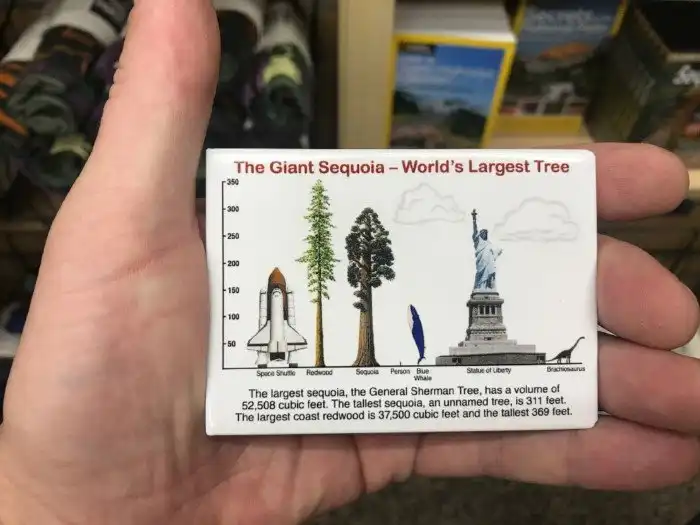 The Giant Sequoia – World's Largest Tree
350
300
250
200
150
100
50
Space Shuttle Redwood Sequoia Person Blue Whale Statue of Liberty Brachiosaurus
The largest sequoia, the General Sherman Tree, has a volume of
52,508 cubic feet. The tallest sequoia, an unnamed tree, is 311 feet.
The largest coast redwood is 37,500 cubic feet and the tallest 369 feet.